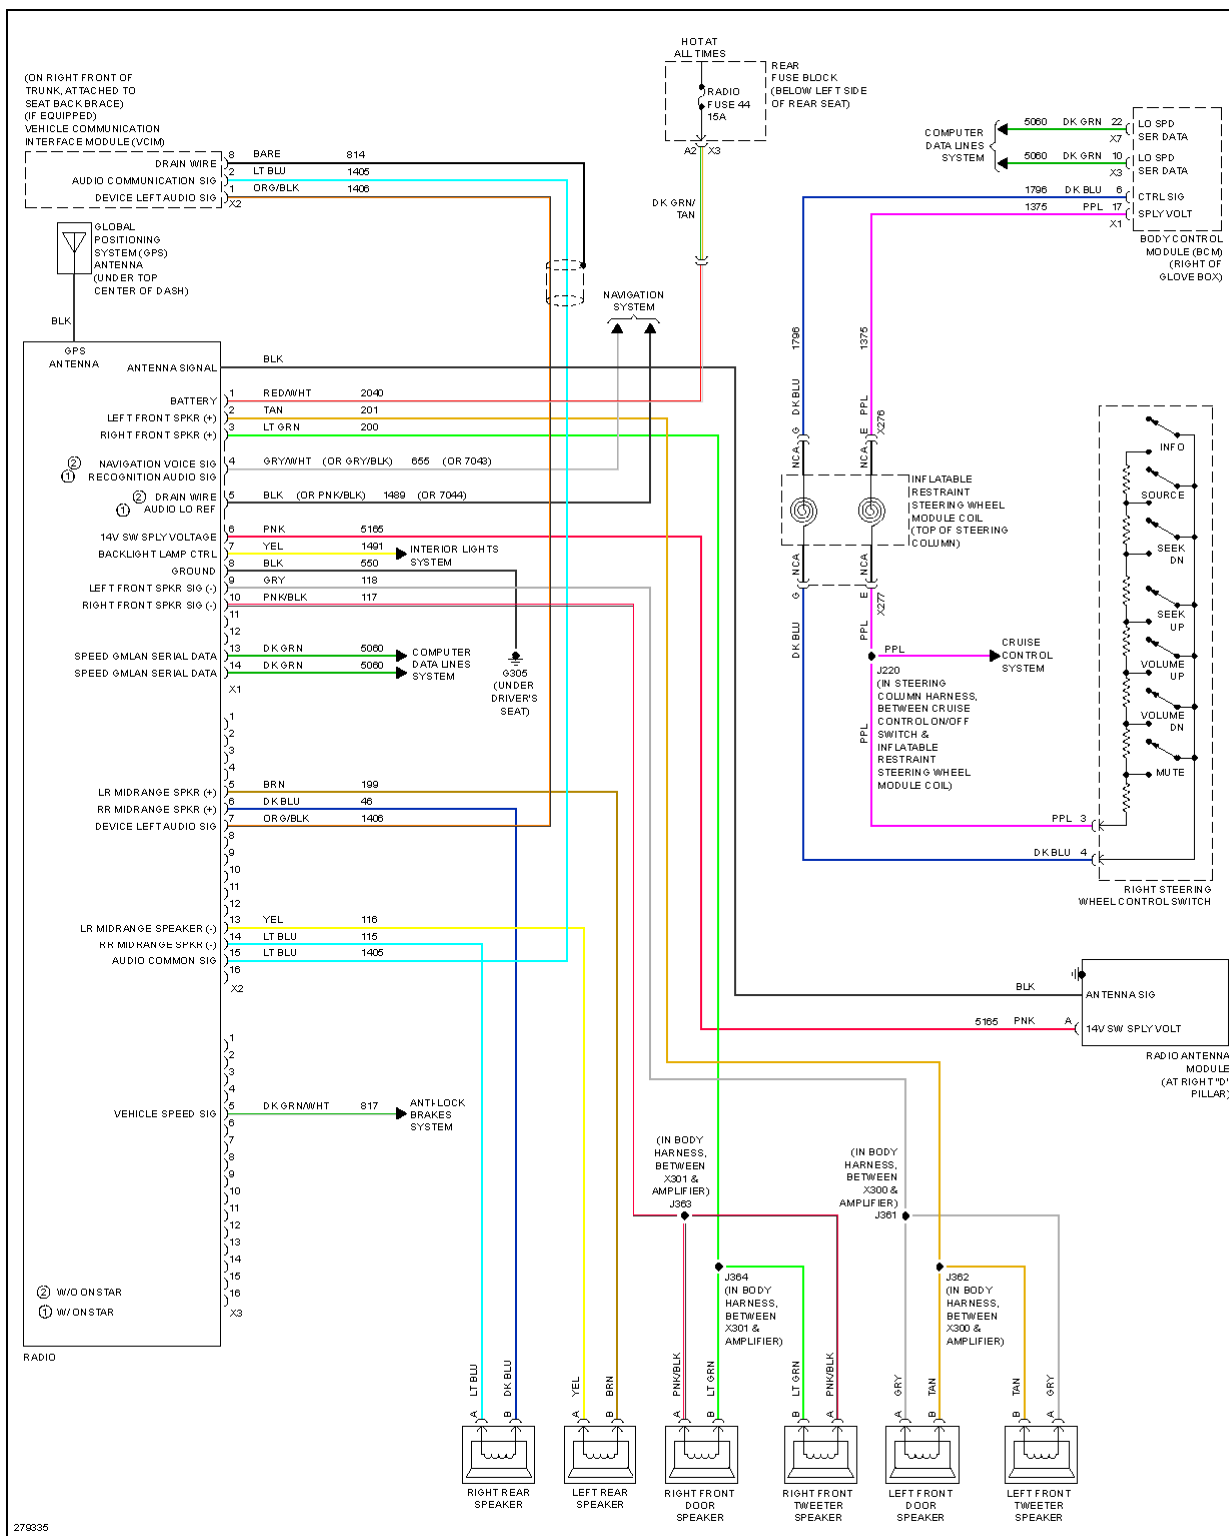 HOT AT
ALL TIMES
REAR
FUSE BLOCK
(BELOW LEFT SIDE
OF REAR SEAT)
RADIO
FUSE 44
15A
A2 X3
DK GRN/
TAN
(ON RIGHT FRONT OF
TRUNK, ATTACHED TO
SEAT BACK BRACE)
(IF EQUIPPED)
VEHICLE COMMUNICATION
INTERFACE MODULE (VCIM)
DRAIN WIRE 8 BARE 814
AUDIO COMMUNICATION SIG 2 LT BLU 1405
DEVICE LEFT AUDIO SIG 1 ORG/BLK 1406
X2
GLOBAL
POSITIONING
SYSTEM (GPS)
ANTENNA
(UNDER TOP
CENTER OF DASH)
BLK
COMPUTER
DATA LINES
SYSTEM
5060 DK GRN 22 LO SPD
X7 SER DATA
5060 DK GRN 10 LO SPD
X3 SER DATA
1796 DK BLU 6 CTRL SIG
1375 PPL 17 SPLY VOLT
X1
BODY CONTROL
MODULE (BCM)
(RIGHT OF
GLOVE BOX)
NAVIGATION
SYSTEM
GPS
ANTENNA
ANTENNA SIGNAL BLK
BATTERY 1 RED/WHT 2040
LEFT FRONT SPKR (+) 2 TAN 201
RIGHT FRONT SPKR (+) 3 LT GRN 200
2 NAVIGATION VOICE SIG 4 GRY/WHT (OR GRY/BLK) 655 (OR 7043)
1 RECOGNITION AUDIO SIG
2 DRAIN WIRE 5 BLK (OR PNK/BLK) 1489 (OR 7044)
1 AUDIO LO REF
14V SW SPLY VOLTAGE 6 PNK 5165
BACKLIGHT LAMP CTRL 7 YEL 1491
INTERIOR LIGHTS
SYSTEM
GROUND 8 BLK 550
LEFT FRONT SPKR SIG (-) 9 GRY 118
RIGHT FRONT SPKR SIG (-) 10 PNK/BLK 117
11
12
SPEED GMLAN SERIAL DATA 13 DK GRN 5060
SPEED GMLAN SERIAL DATA 14 DK GRN 5060
X1
COMPUTER
DATA LINES
SYSTEM
G305
(UNDER
DRIVER'S
SEAT)
1
2
3
4
LR MIDRANGE SPKR (+) 5 BRN 199
RR MIDRANGE SPKR (+) 6 DK BLU 46
DEVICE LEFT AUDIO SIG 7 ORG/BLK 1406
8
9
10
11
12
LR MIDRANGE SPEAKER (-) 13 YEL 116
RR MIDRANGE SPKR (-) 14 LT BLU 115
AUDIO COMMON SIG 15 LT BLU 1405
16
X2
1
2
3
4
VEHICLE SPEED SIG 5 DK GRN/WHT 817
ANTI-LOCK
BRAKES
SYSTEM
6
7
8
9
10
11
12
13
14
15
16
X3
2 W/O ONSTAR
1 W/ ONSTAR
RADIO
1796
1375
DK BLU
PPL
G
E
X276
NCA
NCA
INFLATABLE
RESTRAINT
STEERING WHEEL
MODULE COIL
(TOP OF STEERING
COLUMN)
NCA
NCA
G
E
X277
DK BLU
PPL
PPL
CRUISE
CONTROL
SYSTEM
J220
(IN STEERING
COLUMN HARNESS,
BETWEEN CRUISE
CONTROL ON/OFF
SWITCH &
INFLATABLE
RESTRAINT
STEERING WHEEL
MODULE COIL)
PPL
INFO
SOURCE
SEEK
DN
SEEK
UP
VOLUME
UP
VOLUME
DN
MUTE
PPL 3
DK BLU 4
RIGHT STEERING
WHEEL CONTROL SWITCH
BLK ANTENNA SIG
5165 PNK A 14V SW SPLY VOLT
RADIO ANTENNA
MODULE
(AT RIGHT "D"
PILLAR)
(IN BODY
HARNESS,
BETWEEN
X301 &
AMPLIFIER)
J363
(IN BODY
HARNESS,
BETWEEN
X300 &
AMPLIFIER)
J361
J364
(IN BODY
HARNESS,
BETWEEN
X301 &
AMPLIFIER)
J362
(IN BODY
HARNESS,
BETWEEN
X300 &
AMPLIFIER)
LT BLU
DK BLU
YEL
BRN
PNK/BLK
LT GRN
LT GRN
PNK/BLK
GRY
TAN
TAN
GRY
A B A B A B B A A B B A
RIGHT REAR
SPEAKER
LEFT REAR
SPEAKER
RIGHT FRONT
DOOR
SPEAKER
RIGHT FRONT
TWEETER
SPEAKER
LEFT FRONT
DOOR
SPEAKER
LEFT FRONT
TWEETER
SPEAKER
279335